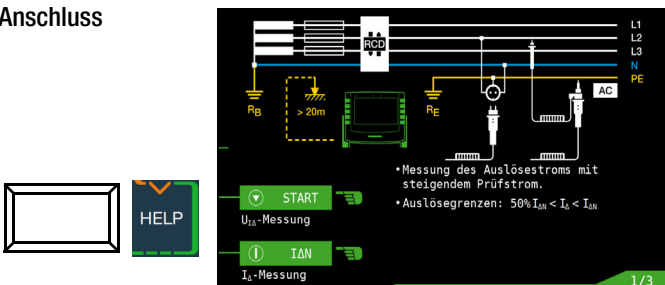 Anschluss
L1
L2
RCD
L3
N
PE
AC
RB
> 20m
RE
•Messung des Auslösestroms mit
steigendem Prüfstrom.
•Auslösegrenzen: 50% IΔN < IΔ < IΔN
START
UIΔ-Messung
HELP
IΔN
IΔ-Messung
1/3